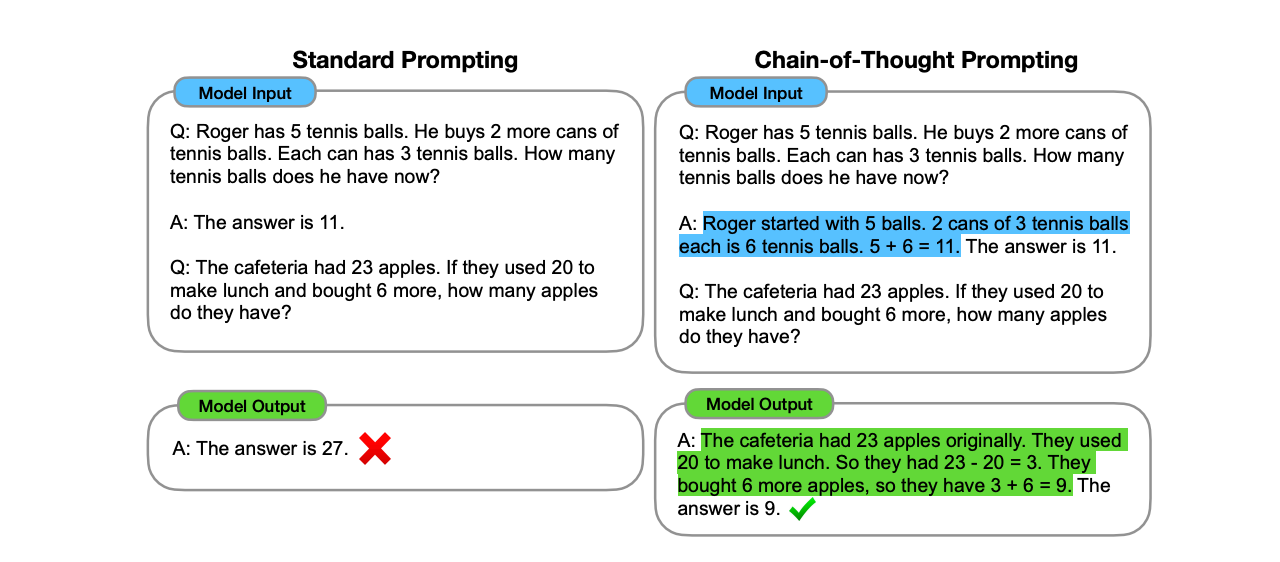 Standard Prompting
Model Input
Q: Roger has 5 tennis balls. He buys 2 more cans of
tennis balls. Each can has 3 tennis balls. How many
tennis balls does he have now?
A: The answer is 11.
Q: The cafeteria had 23 apples. If they used 20 to
make lunch and bought 6 more, how many apples
do they have?
Model Output
A: The answer is 27.
Chain-of-Thought Prompting
Model Input
Q: Roger has 5 tennis balls. He buys 2 more cans of
tennis balls. Each can has 3 tennis balls. How many
tennis balls does he have now?
A: Roger started with 5 balls. 2 cans of 3 tennis balls
each is 6 tennis balls. 5 + 6 = 11. The answer is 11.
Q: The cafeteria had 23 apples. If they used 20 to
make lunch and bought 6 more, how many apples
do they have?
Model Output
A: The cafeteria had 23 apples originally. They used
20 to make lunch. So they had 23 - 20 = 3. They
bought 6 more apples, so they have 3 + 6 = 9. The
answer is 9.